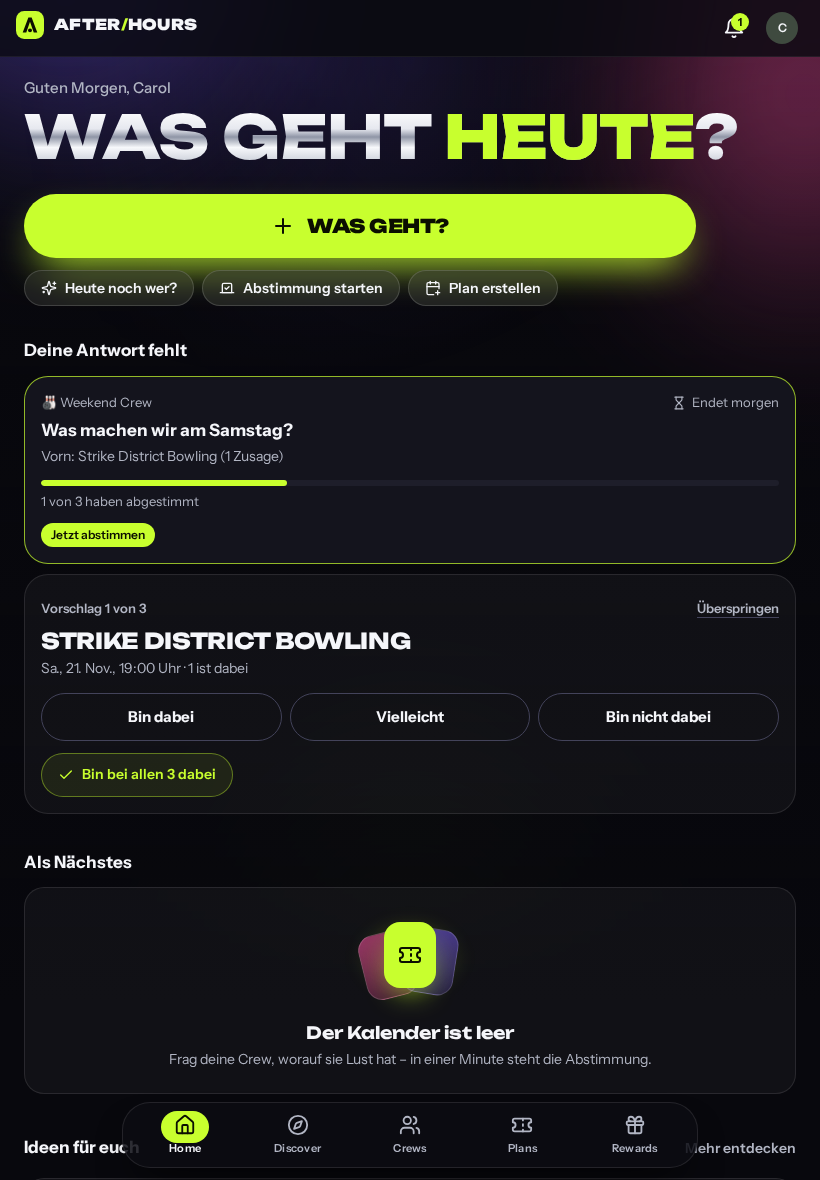 AFTER/HOURS
1
C
Guten Morgen, Carol
WAS GEHT HEUTE?
WAS GEHT?
Heute noch wer?
Abstimmung starten
Plan erstellen
Deine Antwort fehlt
Weekend Crew
Endet morgen
Was machen wir am Samstag?
Vorn: Strike District Bowling (1 Zusage)
1 von 3 haben abgestimmt
Jetzt abstimmen
Vorschlag 1 von 3
Überspringen
STRIKE DISTRICT BOWLING
Sa., 21. Nov., 19:00 Uhr · 1 ist dabei
Bin dabei
Vielleicht
Bin nicht dabei
Bin bei allen 3 dabei
Als Nächstes
Der Kalender ist leer
Frag deine Crew, worauf sie Lust hat – in einer Minute steht die Abstimmung.
Ideen für euch
Mehr entdecken
Home
Discover
Crews
Plans
Rewards